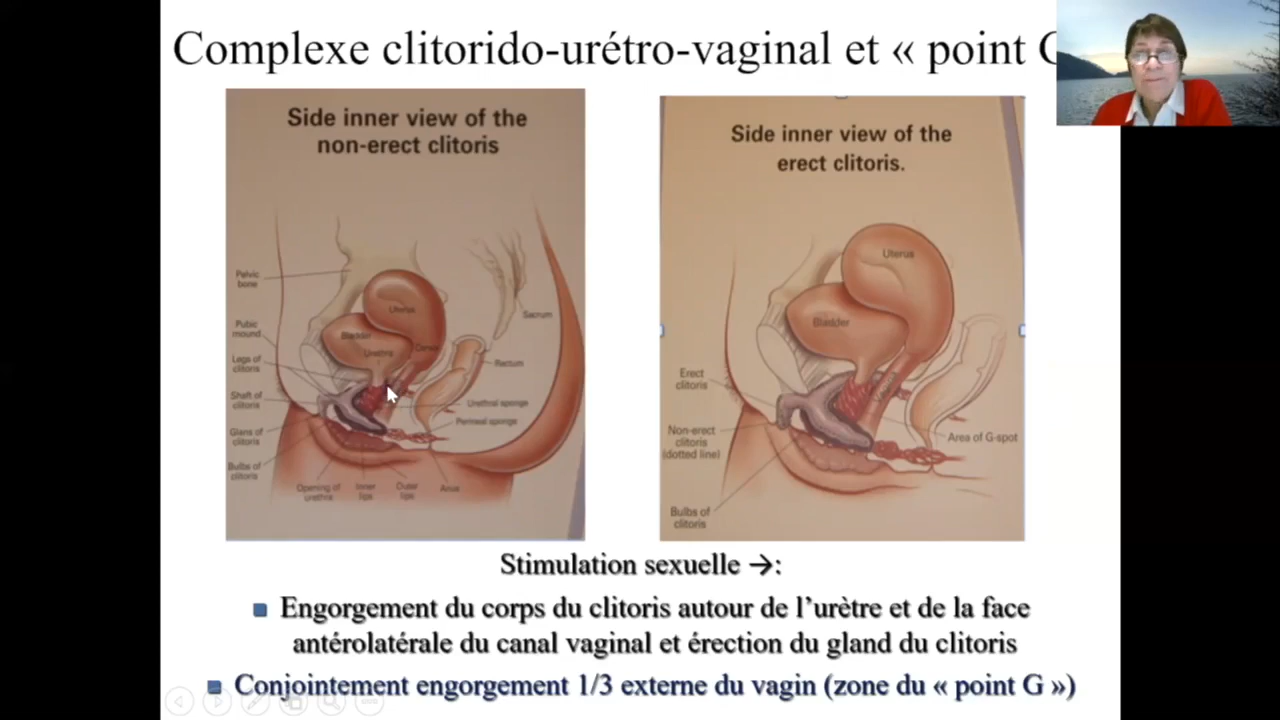 Complexe clitorido-urétro-vaginal et « point
Side inner view of the
non-erect clitoris
Pelvic
bone
Pubic
mound
Legs of
clitoris
Shaft of
clitoris
Glans of
clitoris
Bulbs of
clitoris
Opening of
urethra
Inner
lips
Outer
lips
Anus
Uterus
Bladder
Urethra
Sacrum
Rectum
Urethral sponge
Perineal sponge
Side inner view of the
erect clitoris.
Uterus
Bladder
Erect
clitoris
Non-erect
clitoris
(dotted line)
Area of G-spot
Bulbs of
clitoris
Stimulation sexuelle →:
Engorgement du corps du clitoris autour de l’urètre et de la face
antérolatérale du canal vaginal et érection du gland du clitoris
Conjointement engorgement 1/3 externe du vagin (zone du « point G »)